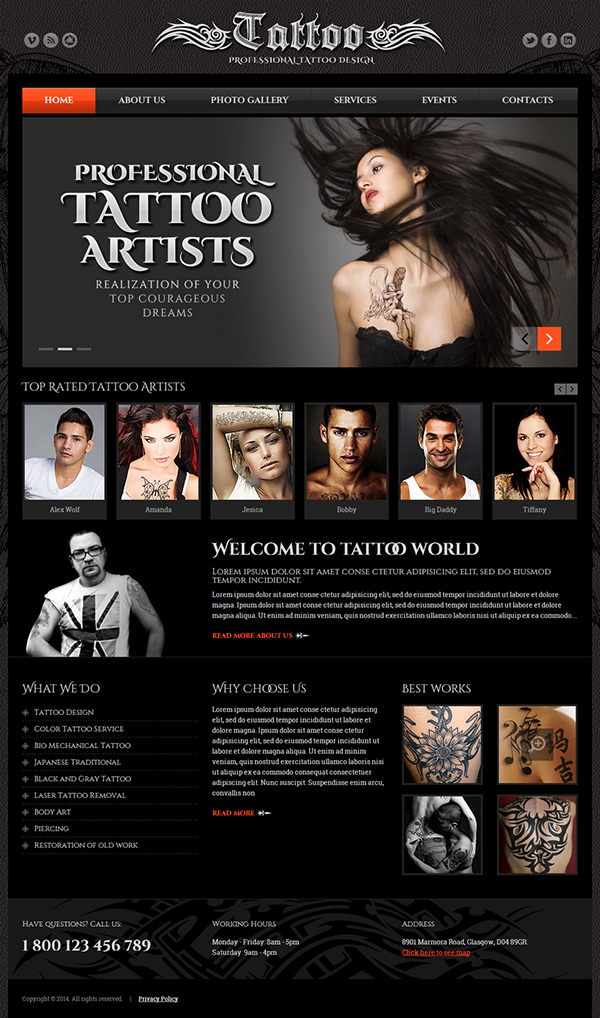 Tattoo
PROFESSIONAL TATTOO DESIGN
HOME
ABOUT US
PHOTO GALLERY
SERVICES
EVENTS
CONTACTS
PROFESSIONAL
TATTOO
ARTISTS
REALIZATION OF YOUR
TOP COURAGEOUS
DREAMS
Top Rated Tattoo Artists
Alex Wolf
Amanda
Jesica
Bobby
Big Daddy
Tiffany
Welcome to tattoo world
Lorem ipsum dolor sit amet conse ctetur adipisicing elit, sed do eiusmod
tempor incididunt.
Lorem ipsum dolor sit amet conse ctetur adipisicing elit, sed do eiusmod tempor incididunt ut labore et dolore
magna. Ipsum dolor sit amet conse ctetur adipisicing elit, sed do eiusmod tempor incididunt ut labore et dolore
magna aliqua. Ut enim ad minim veniam, quis nostrud exercitation ullamco laboris nisi ut aliquip ex ea commodo...
READ MORE ABOUT US
What We Do
Tattoo Design
Color Tattoo Service
Bio Mechanical Tattoo
Japanese Traditional
Black and Gray Tattoo
Laser Tattoo Removal
Body Art
Piercing
Restoration of old work
Why Choose Us
Lorem ipsum dolor sit amet conse ctetur adipisicing
elit, sed do eiusmod tempor incididunt ut labore et
dolore magna. Ipsum dolor sit amet conse ctetur
adipisicing elit, sed do eiusmod tempor incididunt
ut labore et dolore magna aliqua. Ut enim ad minim
veniam, quis nostrud exercitation ullamco laboris nisi
ut aliquip ex ea commodo consequat consectetuer
adipiscing elit. Nunc suscipit. Suspendisse enim arcu,
convallis non
READ MORE
Best Works
玛
吉
Have questions? Call us:
1 800 123 456 789
Working Hours
Monday - Friday: 8am - 5pm
Saturday: 9am - 4pm
Address
8901 Marmora Road, Glasgow, D04 89GR
Click here to see map
Copyright © 2014. All rights reserved. | Privacy Policy